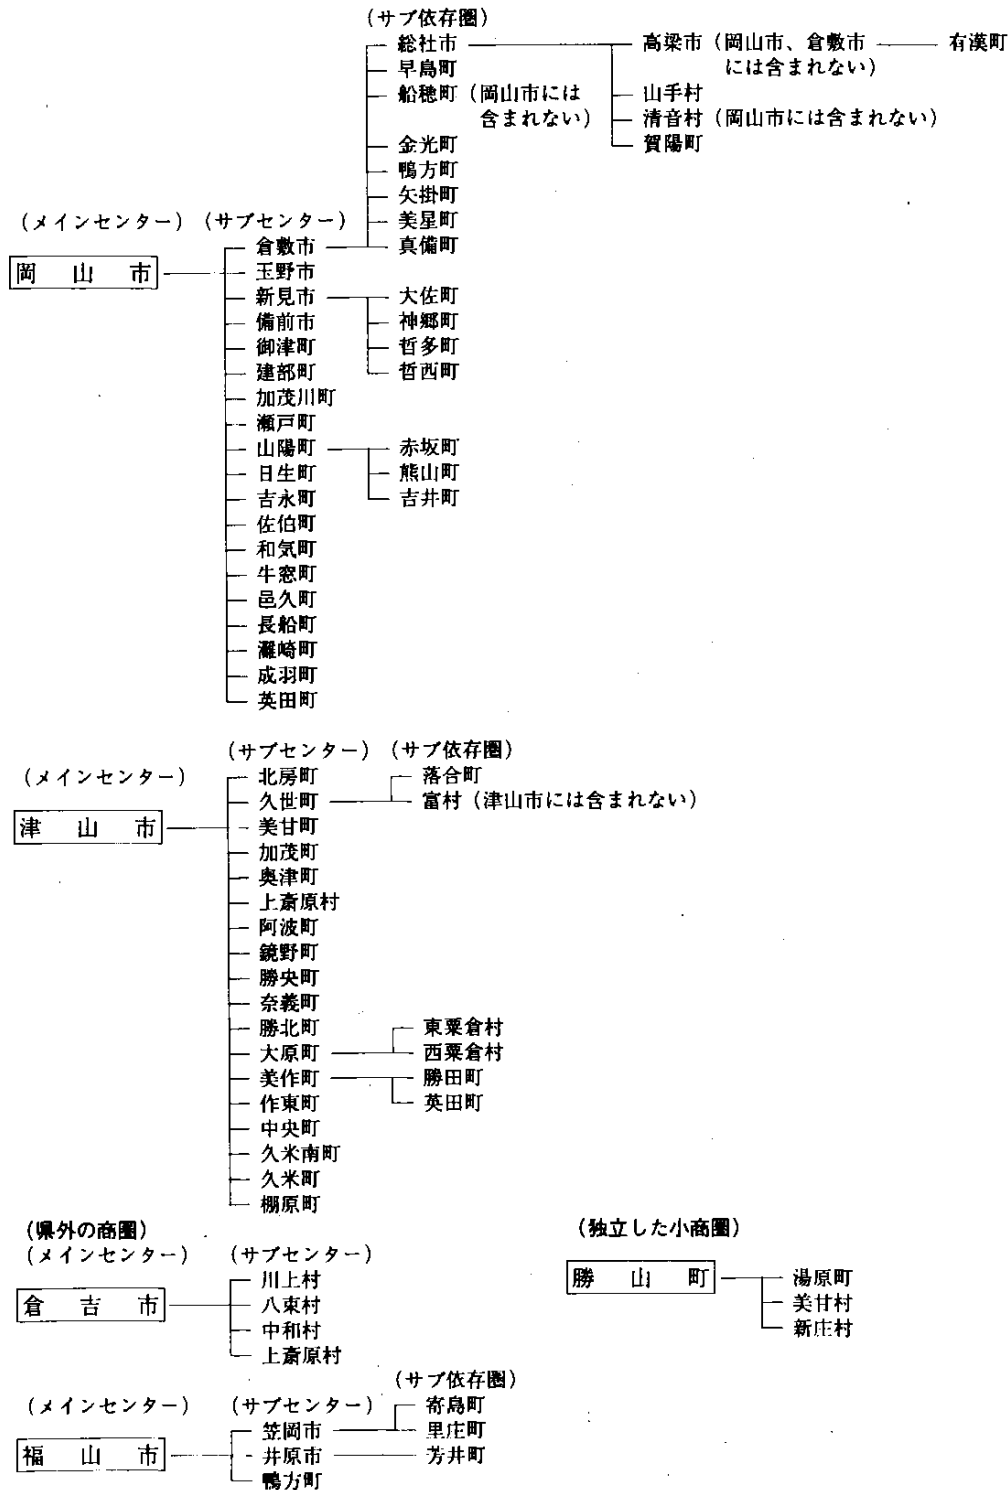 (サブ依存圏)
総社市 高梁市(岡山市、倉敷市 有漢町
には含まれない)
早島町
船穂町(岡山市には 山手村
含まれない) 清音村(岡山市には含まれない)
金光町 賀陽町
鴨方町
矢掛町
(メインセンター) (サブセンター) 美星町
倉敷市 真備町
岡山市 玉野市
新見市 大佐町
備前市 神郷町
御津町 哲多町
建部町 哲西町
加茂川町
瀬戸町
山陽町 赤坂町
日生町 熊山町
吉永町 吉井町
佐伯町
和気町
牛窓町
邑久町
長船町
灘崎町
成羽町
英田町
(サブセンター) (サブ依存圏)
(メインセンター) 北房町 落合町
久世町 富村(津山市には含まれない)
津山市 美甘町
加茂町
奥津町
上斎原村
阿波町
鏡野町
勝央町
奈義町
勝北町 東粟倉村
大原町 西粟倉村
美作町 勝田町
作東町 英田町
中央町
久米南町
久米町
棚原町
(県外の商圏) (独立した小商圏)
(メインセンター) (サブセンター)
川上村 勝山町 湯原町
倉吉市 八束村 美甘村
中和村 新庄村
上斎原村
(サブ依存圏)
(メインセンター) (サブセンター) 寄島町
笠岡市 里庄町
福山市 井原市 芳井町
鴨方町